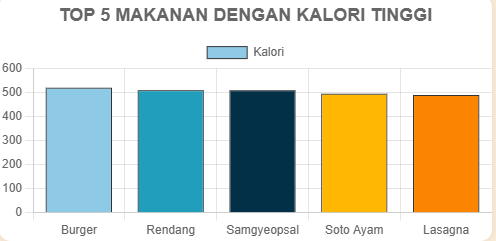 TOP 5 MAKANAN DENGAN KALORI TINGGI
Kalori
600
500
400
300
200
100
0
Burger Rendang Samgyeopsal Soto Ayam Lasagna